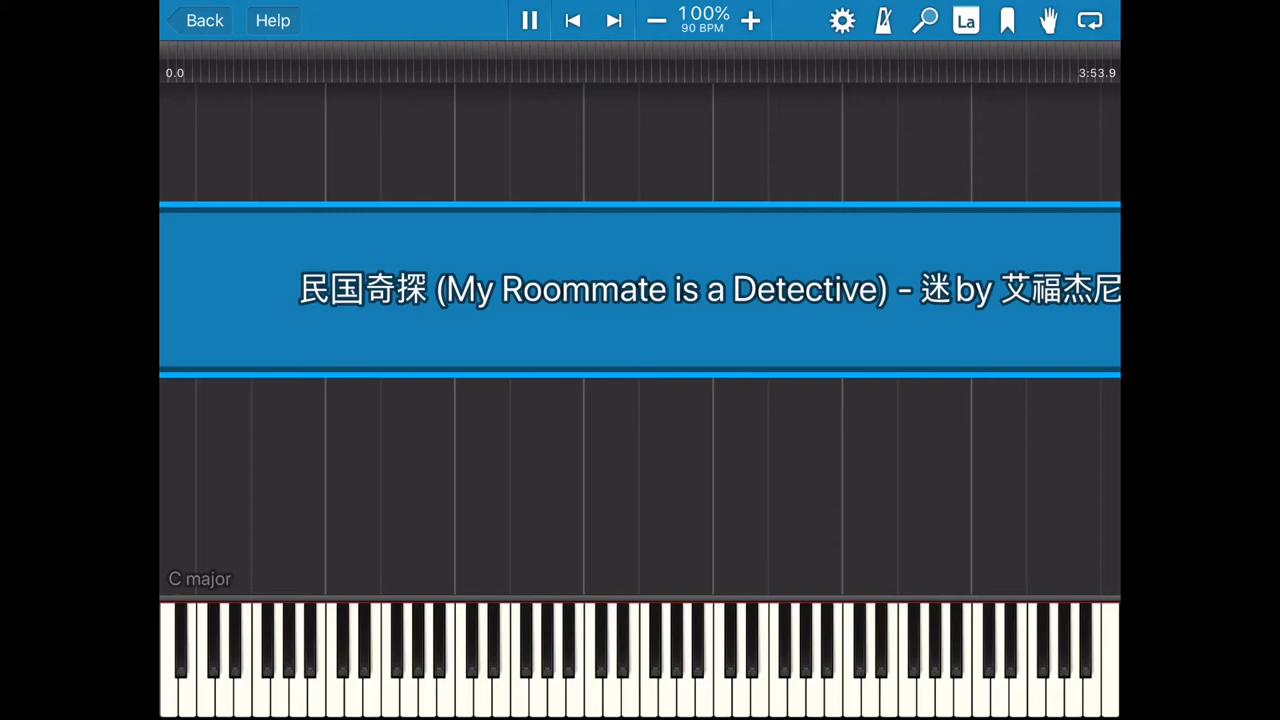 Back
Help
100%
90 BPM
La
0.0
3:53.9
民国奇探 (My Roommate is a Detective) - 迷 by 艾福杰尼
C major